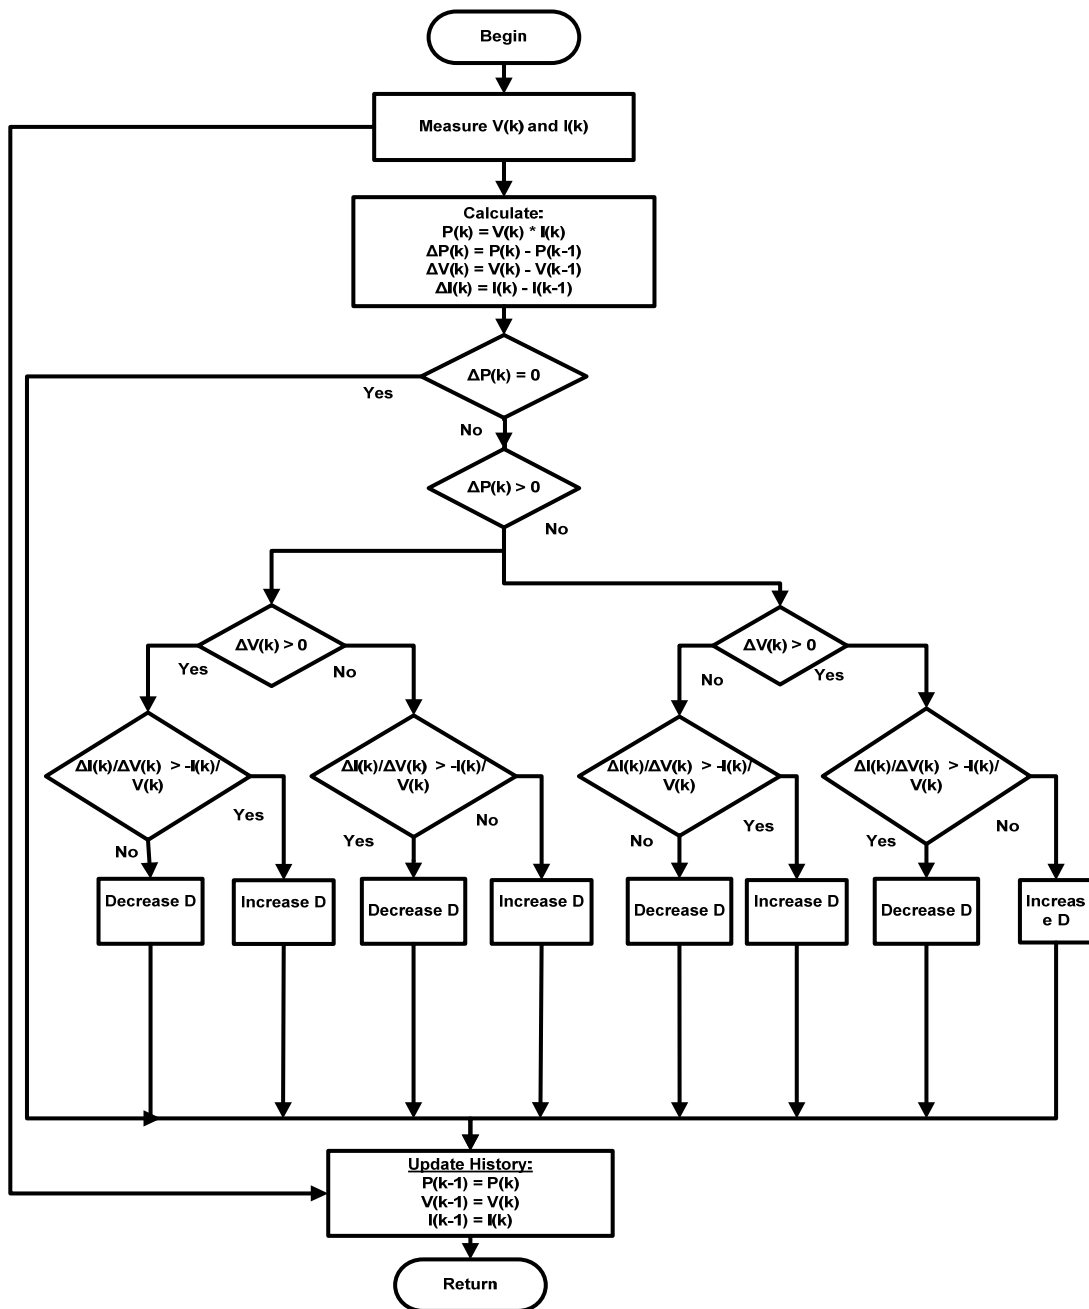 Begin
Measure V(k) and I(k)
Calculate:
P(k) = V(k) * I(k)
ΔP(k) = P(k) - P(k-1)
ΔV(k) = V(k) - V(k-1)
ΔI(k) = I(k) - I(k-1)
ΔP(k) = 0
Yes
No
ΔP(k) > 0
No
ΔV(k) > 0
Yes
No
ΔV(k) > 0
No
Yes
ΔI(k)/ΔV(k) > -I(k)/
V(k)
Yes
No
ΔI(k)/ΔV(k) > -I(k)/
V(k)
No
Yes
ΔI(k)/ΔV(k) > -I(k)/
V(k)
Yes
No
ΔI(k)/ΔV(k) > -I(k)/
V(k)
No
Yes
Decrease D
Increase D
Decrease D
Increase D
Decrease D
Increase D
Decrease D
Increas
e D
Update History:
P(k-1) = P(k)
V(k-1) = V(k)
I(k-1) = I(k)
Return